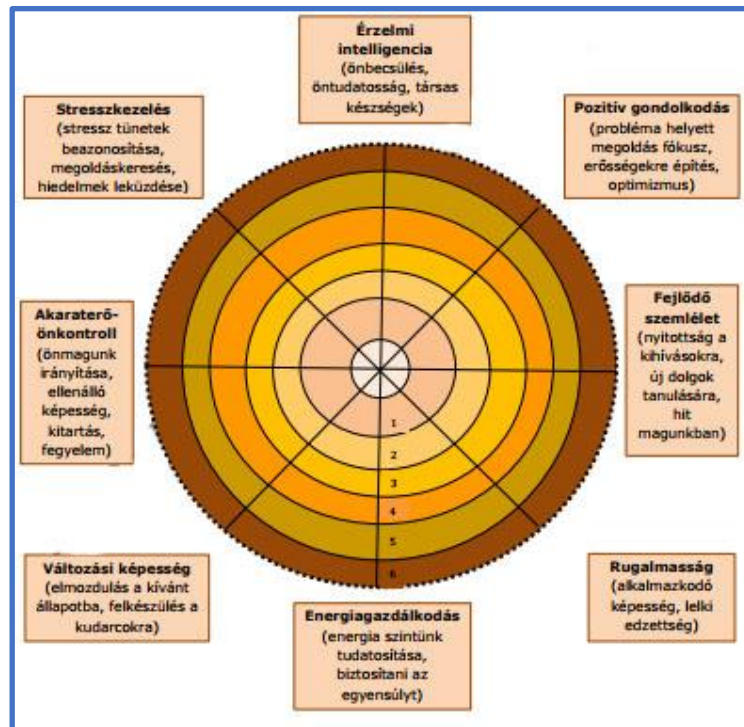 Érzelmi
intelligencia
(önbecsülés,
öntudatosság, társas
készségek)
Stresszkezelés
(stressz tünetek
beazonosítása,
megoldáskeresés,
hiedelmek leküzdése)
Pozitív gondolkodás
(probléma helyett
megoldás fókusz,
erősségekre építés,
optimizmus)
Akaraterő-
önkontroll
(önmagunk
irányítása,
ellenálló
képesség,
kitartás,
fegyelem)
Fejlődő
szemlélet
(nyitottság a
kihívásokra,
új dolgok
tanulására,
hit
magunkban)
1
2
3
4
5
6
Változási képesség
(elmozdulás a kívánt
állapotba, felkészülés a
kudarcokra)
Energiagazdálkodás
(energia szintünk
tudatosítása,
biztosítani az
egyensúlyt)
Rugalmasság
(alkalmazkodó
képesség, lelki
edzettség)